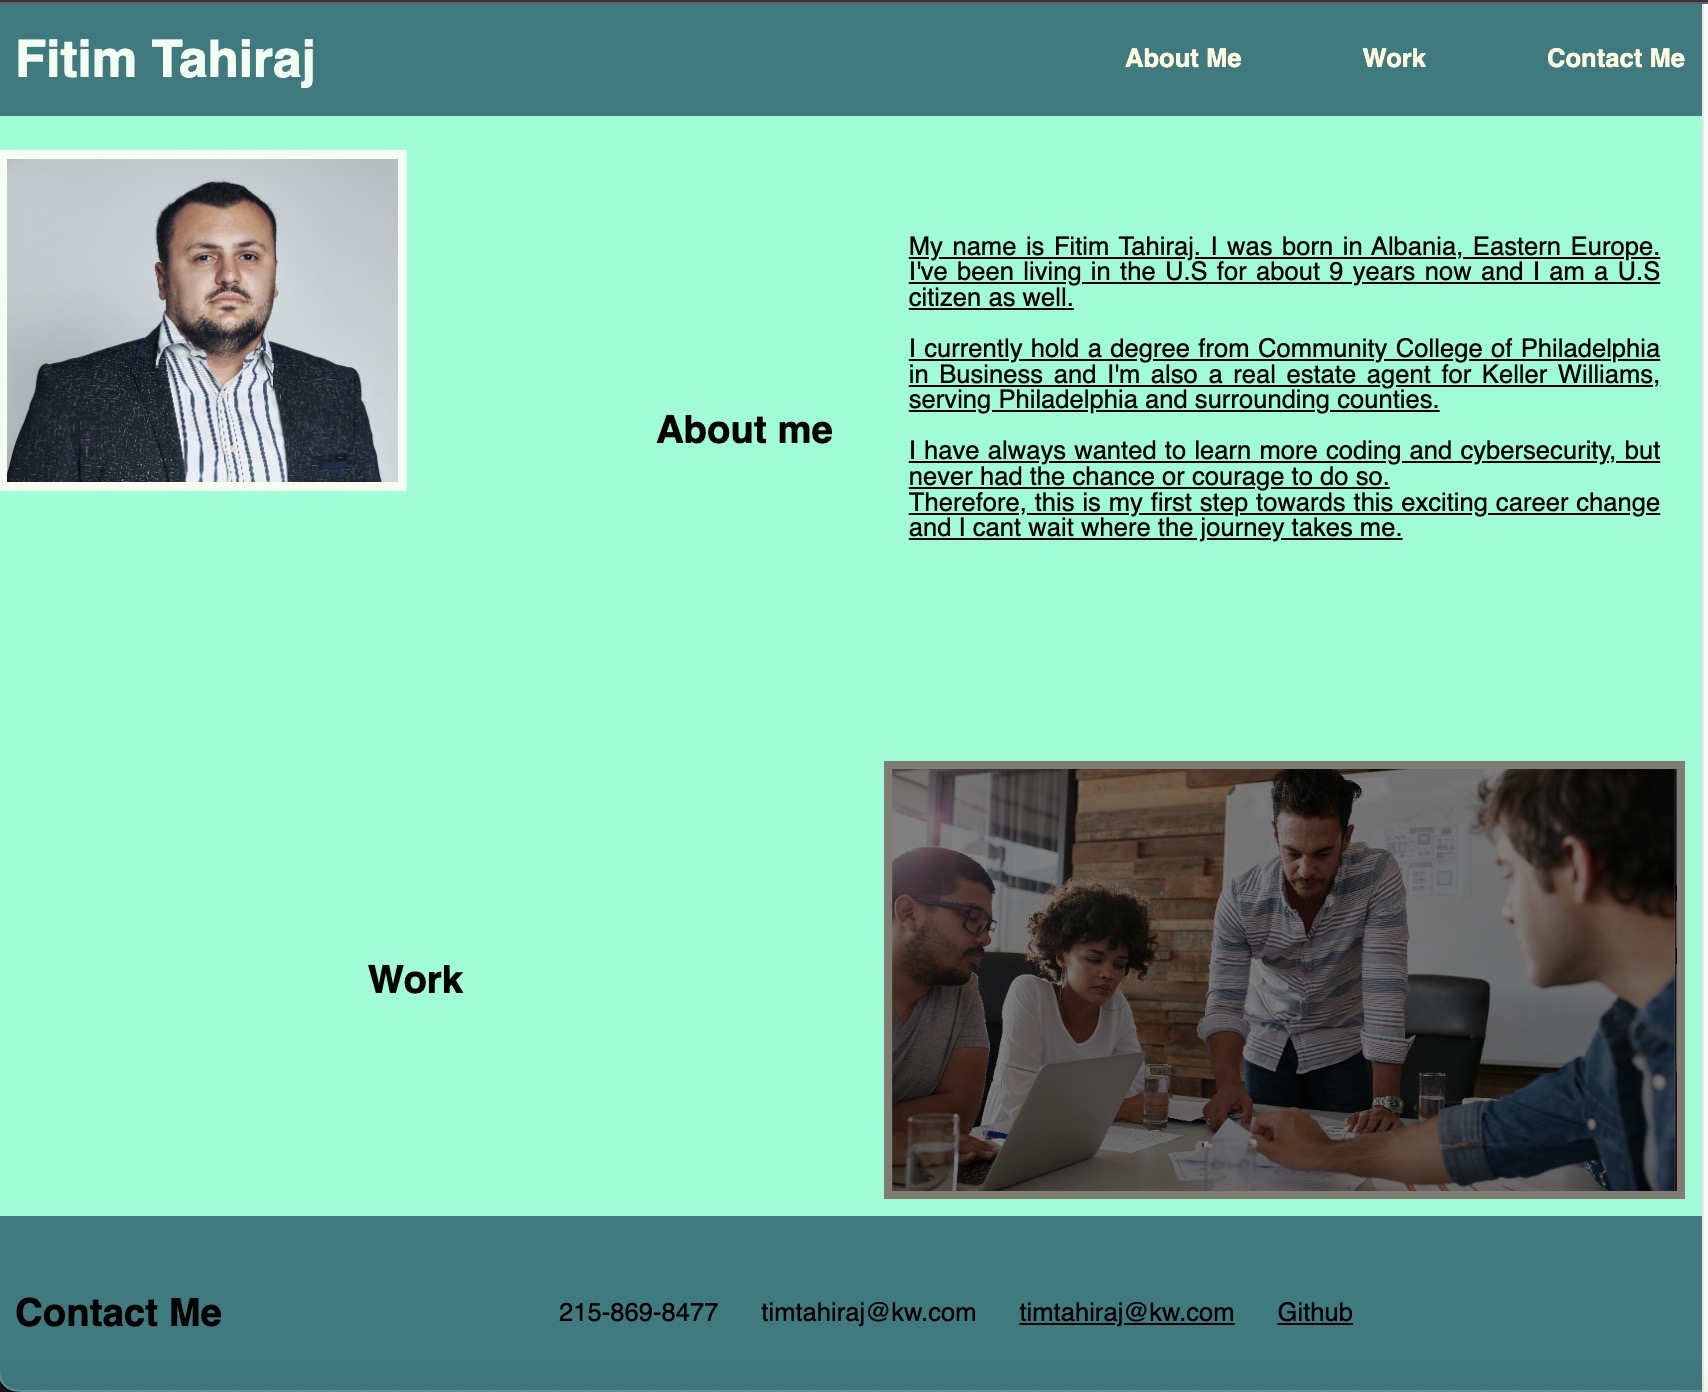 Fitim Tahiraj
About Me
Work
Contact Me
My name is Fitim Tahiraj. I was born in Albania, Eastern Europe.
I've been living in the U.S for about 9 years now and I am a U.S
citizen as well.
I currently hold a degree from Community College of Philadelphia
in Business and I'm also a real estate agent for Keller Williams,
serving Philadelphia and surrounding counties.
About me
I have always wanted to learn more coding and cybersecurity, but
never had the chance or courage to do so.
Therefore, this is my first step towards this exciting career change
and I cant wait where the journey takes me.
Work
Contact Me
215-869-8477
timtahiraj@kw.com
timtahiraj@kw.com
Github